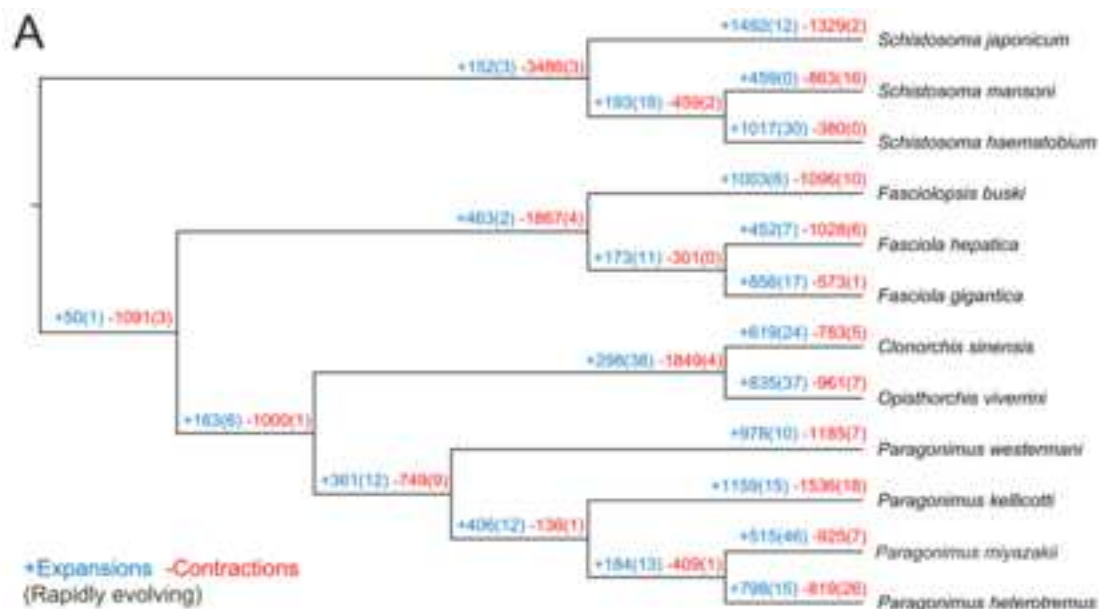 A
+1482(12) -1329(2) Schistosoma japonicum
+152(3) -3486(3)
+459(0) -863(16) Schistosoma mansoni
+193(18) -459(2)
+1017(30) -380(0) Schistosoma haematobium
+1003(6) -1096(10) Fasciolopsis buski
+463(2) -1867(4)
+452(7) -1028(6) Fasciola hepatica
+173(11) -301(0)
+856(17) -573(1) Fasciola gigantica
+50(1) -1091(3)
+619(24) -753(5) Clonorchis sinensis
+298(38) -1849(4)
+835(37) -961(7) Opisthorchis viverrini
+163(6) -1000(1)
+978(10) -1185(7) Paragonimus westermani
+361(12) -749(9)
+1159(15) -1536(18) Paragonimus kellicotti
+406(12) -136(1)
+515(46) -925(7) Paragonimus miyazakii
+184(13) -409(1)
+Expansions -Contractions
(Rapidly evolving)
+798(15) -819(26) Paragonimus heterotremus